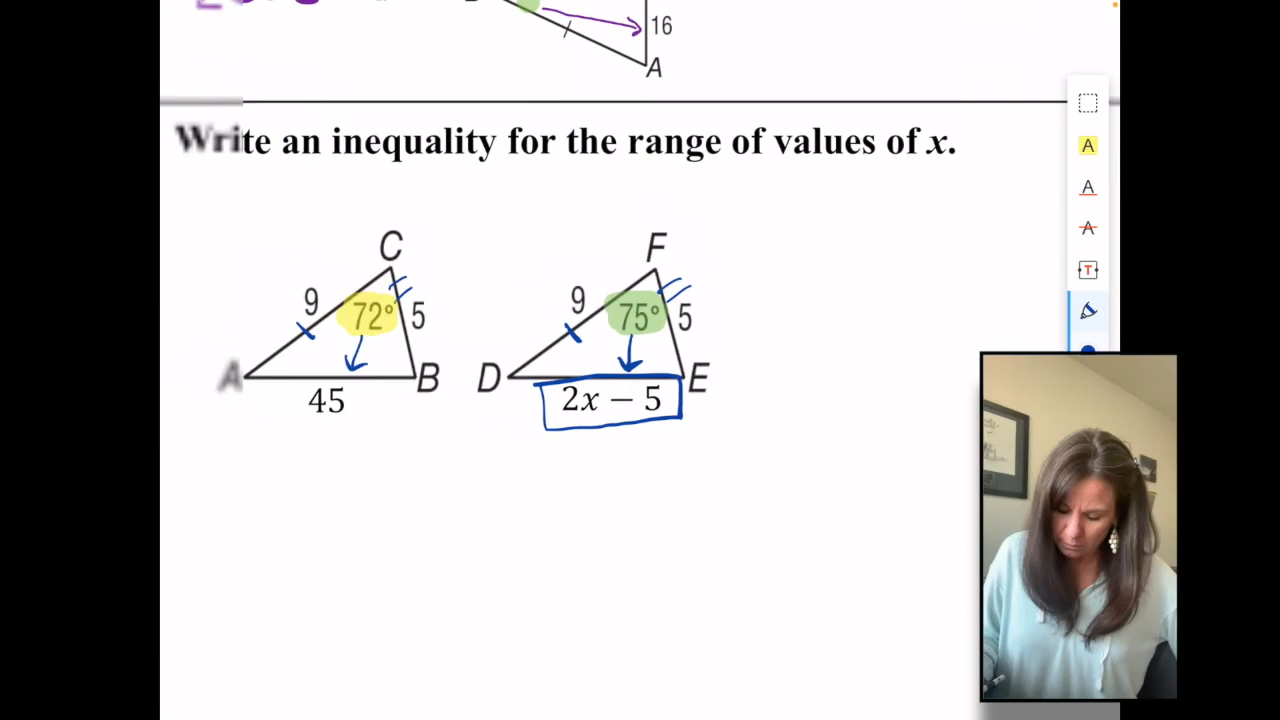 16
A
Write an inequality for the range of values of x.
C
F
9
72°
5
9
75°
5
A
B
D
E
45
2x − 5
A
A
A
T